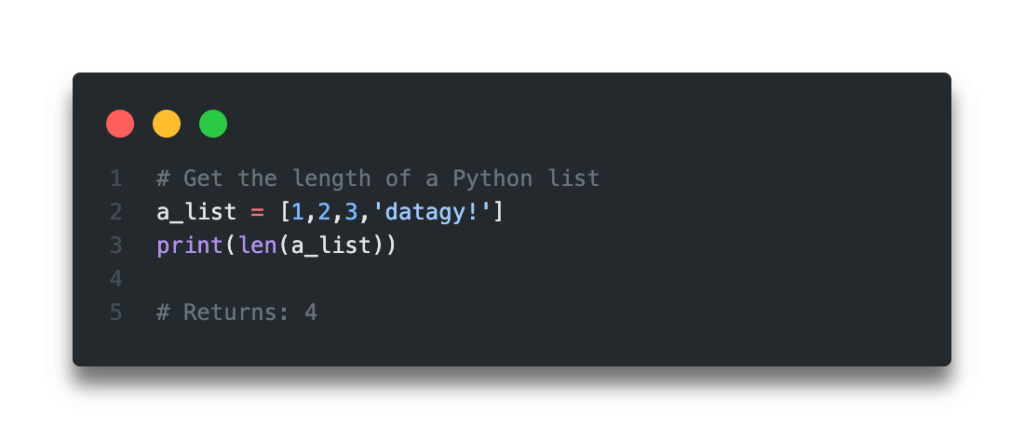 1 # Get the length of a Python list
2 a_list = [1,2,3,'datagy!']
3 print(len(a_list))
4
5 # Returns: 4